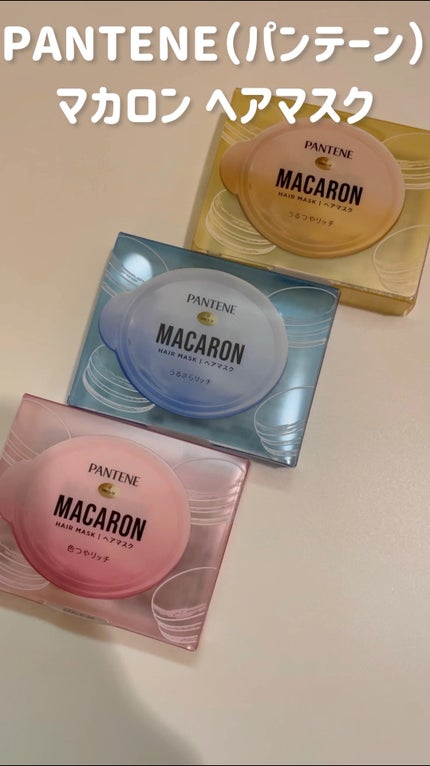 PANTENE(パンテーン)
マカロン ヘアマスク
PANTENE
MACARON
HAIR MASK | ヘアマスク
うるつやリッチ
PANTENE
MACARON
HAIR MASK | ヘアマスク
うるさらリッチ
PANTENE
MACARON
HAIR MASK | ヘアマスク
色つやリッチ